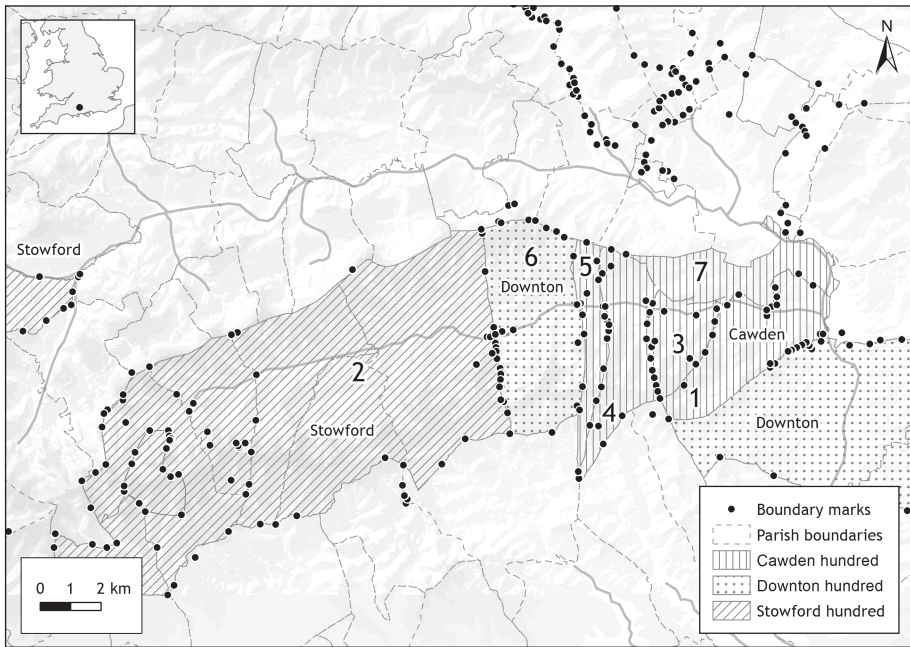 N
Stowford
6
5
7
Downton
3
Cawden
2
1
4
Stowford
Downton
Boundary marks
Parish boundaries
Cawden hundred
Downton hundred
Stowford hundred
0 1 2 km